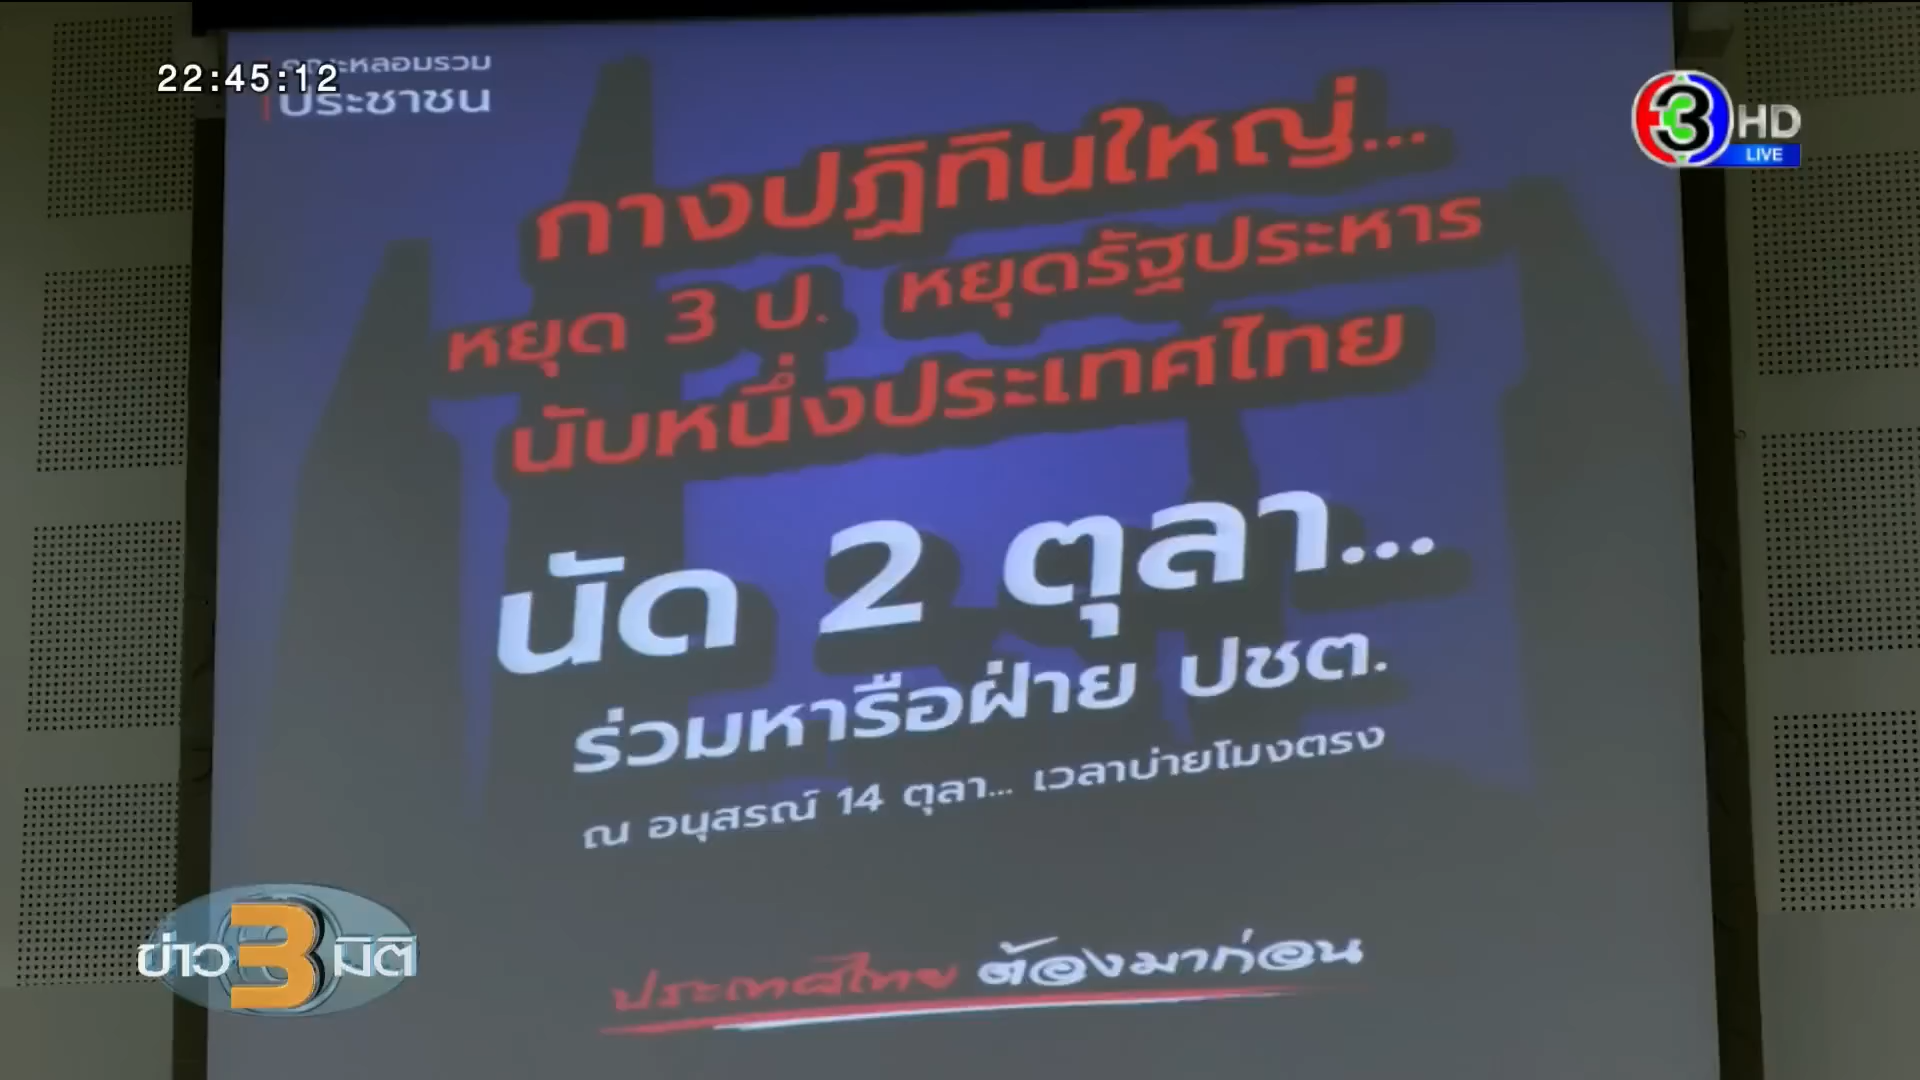 22:45:12
คณะหลอมรวม
ประชาชน
3 HD
LIVE
กางปฏิทินใหญ่...
หยุด 3 ป. หยุดรัฐประหาร
นับหนึ่งประเทศไทย
นัด 2 ตุลา...
ร่วมหารือฝ่าย ปชต.
ณ อนุสรณ์ 14 ตุลา... เวลาบ่ายโมงตรง
ข่าว 3 มิติ
ประเทศไทย ต้องมาก่อน